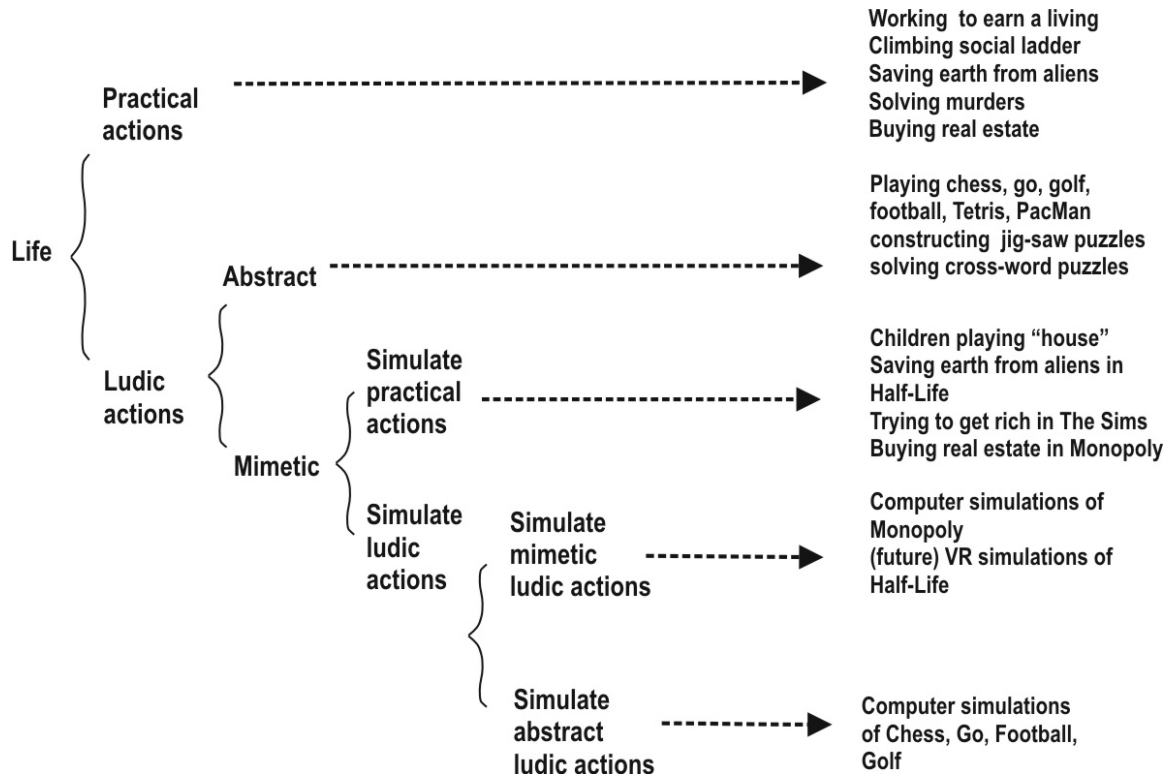 Working to earn a living
Climbing social ladder
Saving earth from aliens
Solving murders
Buying real estate
Practical
actions
Playing chess, go, golf,
football, Tetris, PacMan
constructing jig-saw puzzles
solving cross-word puzzles
Life
Abstract
Children playing “house”
Saving earth from aliens in
Half-Life
Trying to get rich in The Sims
Buying real estate in Monopoly
Simulate
practical
actions
Ludic
actions
Mimetic
Computer simulations of
Monopoly
(future) VR simulations of
Half-Life
Simulate
ludic
actions
Simulate
mimetic
ludic actions
Simulate
abstract
ludic actions
Computer simulations
of Chess, Go, Football,
Golf